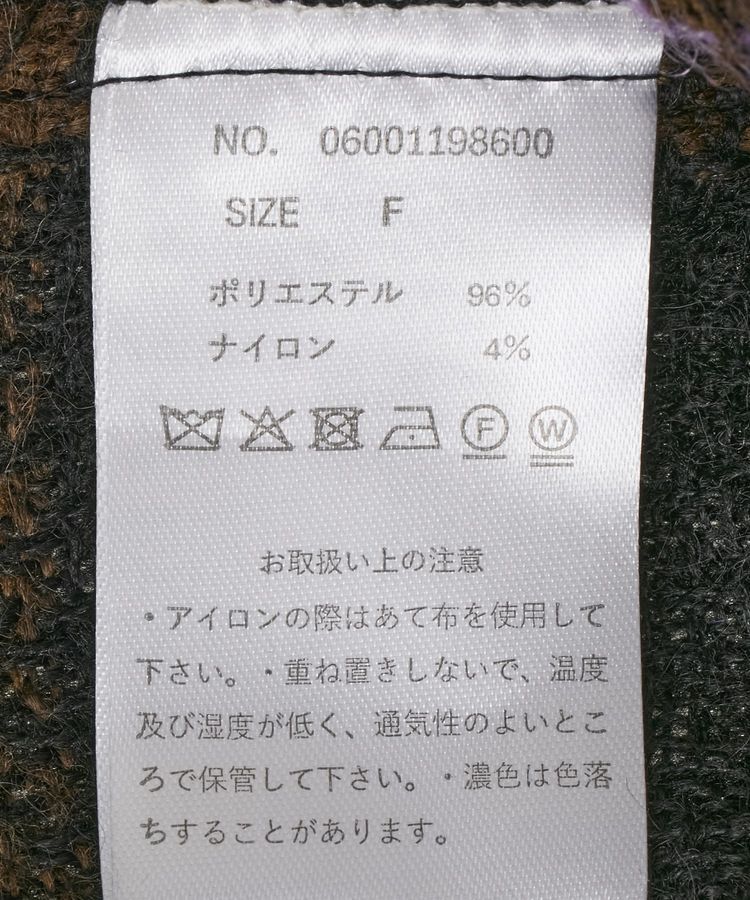 NO. 06001198600
SIZE F
ポリエステル 96%
ナイロン 4%
F W
お取扱い上の注意
・アイロンの際はあて布を使用して
下さい。・重ね置きしないで、温度
及び湿度が低く、通気性のよいとこ
ろで保管して下さい。・濃色は色落
ちすることがあります。